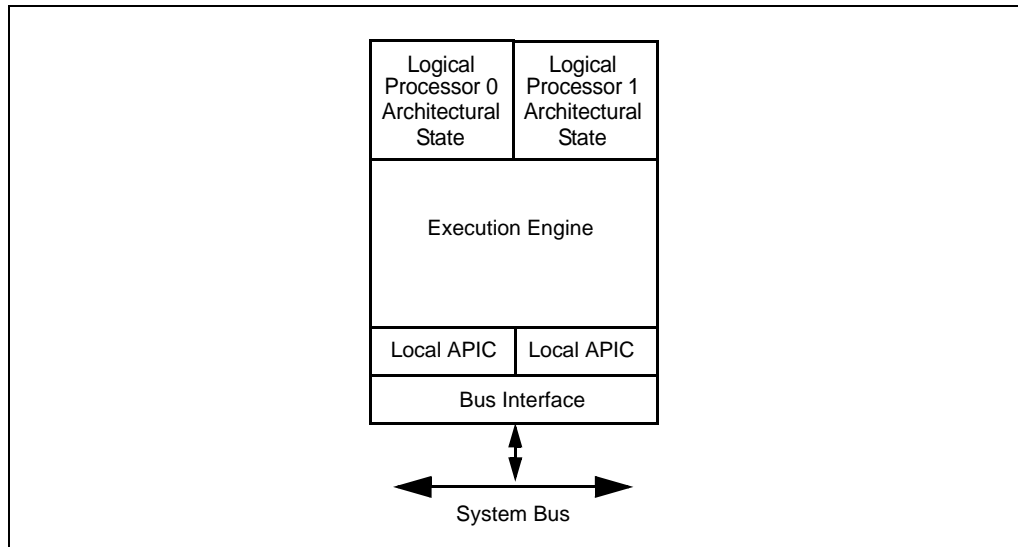 Logical
Processor 0
Architectural
State
Logical
Processor 1
Architectural
State
Execution Engine
Local APIC
Local APIC
Bus Interface
System Bus